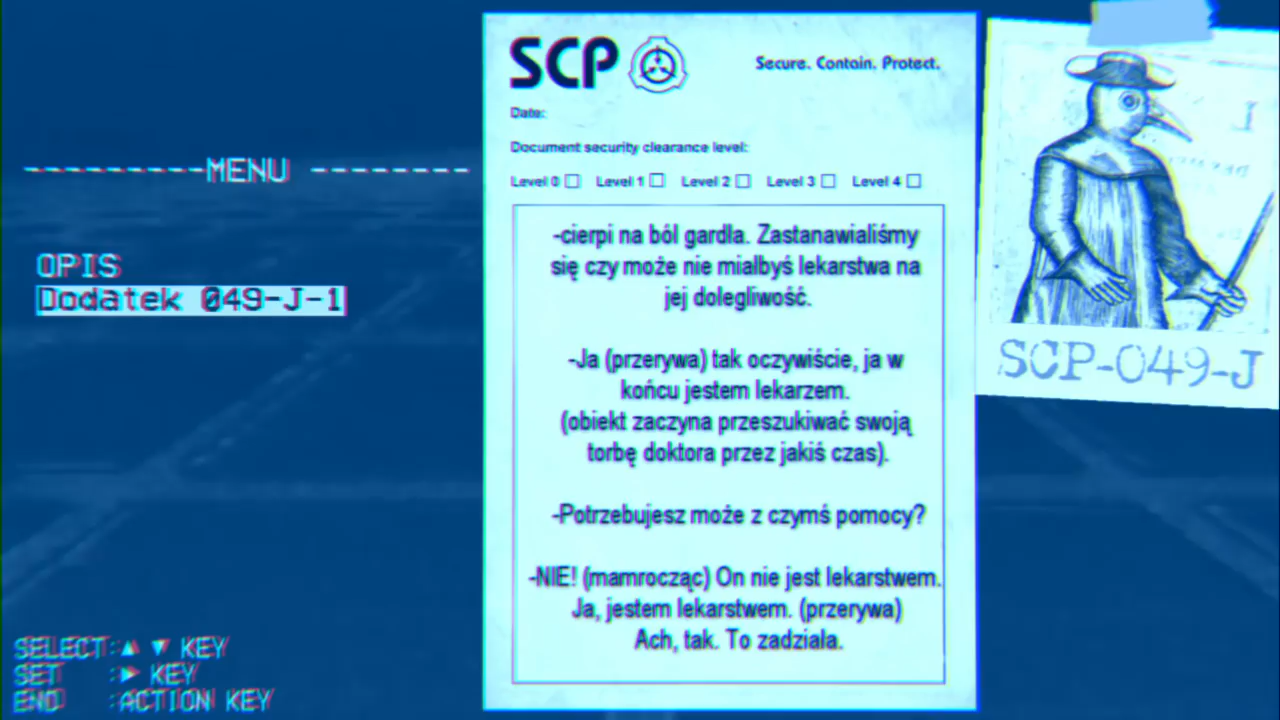 ---------MENU --------
OPIS
Dodatek 049-J-1
SELECT:▲ ▼ KEY
SET :► KEY
END :ACTION KEY
SCP
Secure. Contain. Protect.
Date:
Document security clearance level:
Level 0 ☐ Level 1 ☐ Level 2 ☐ Level 3 ☐ Level 4 ☐
-cierpi na ból gardła. Zastanawialiśmy
się czy może nie miałbyś lekarstwa na
jej dolegliwość.
-Ja (przerywa) tak oczywiście, ja w
końcu jestem lekarzem.
(obiekt zaczyna przeszukiwać swoją
torbę doktora przez jakiś czas).
-Potrzebujesz może z czymś pomocy?
-NIE! (mamrocząc) On nie jest lekarstwem.
Ja, jestem lekarstwem. (przerywa)
Ach, tak. To zadziała.
SCP-049-J